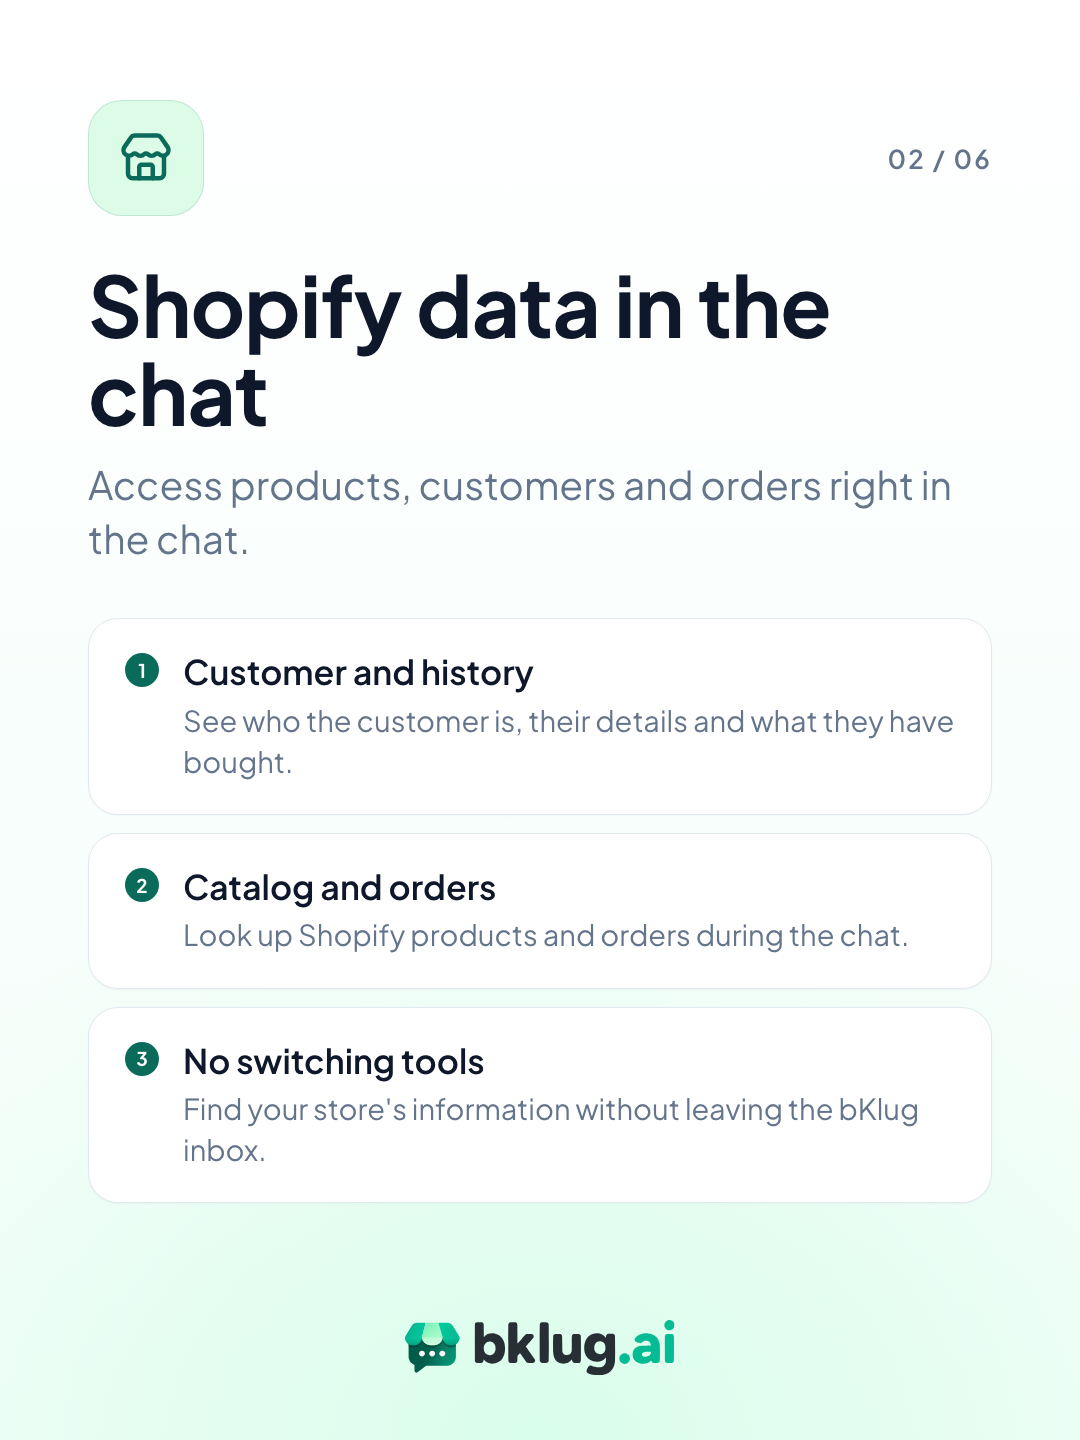 02 / 06
Shopify data in the
chat
Access products, customers and orders right in
the chat.
1
Customer and history
See who the customer is, their details and what they have
bought.
2
Catalog and orders
Look up Shopify products and orders during the chat.
3
No switching tools
Find your store's information without leaving the bKlug
inbox.
bklug.ai